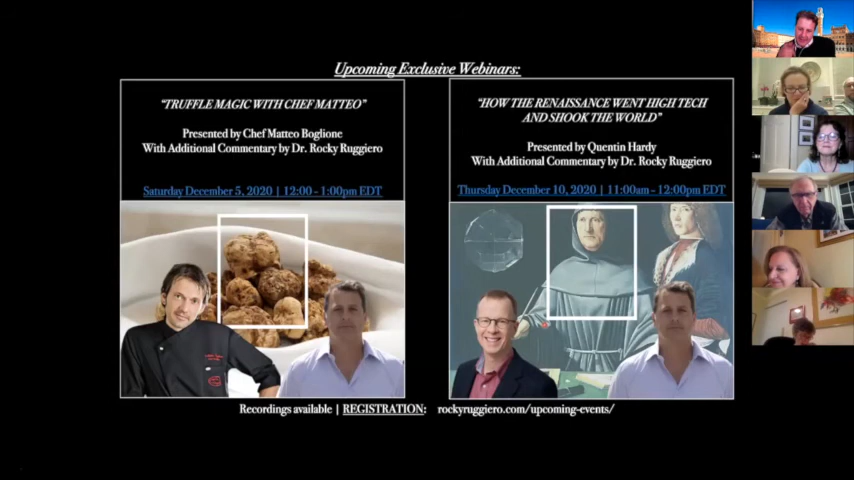 Upcoming Exclusive Webinars:
“TRUFFLE MAGIC WITH CHEF MATTEO”
Presented by Chef Matteo Boglione
With Additional Commentary by Dr. Rocky Ruggiero
Saturday December 5, 2020 | 12:00 - 1:00pm EDT
“HOW THE RENAISSANCE WENT HIGH TECH
AND SHOOK THE WORLD”
Presented by Quentin Hardy
With Additional Commentary by Dr. Rocky Ruggiero
Thursday December 10, 2020 | 11:00am - 12:00pm EDT
Recordings available | REGISTRATION: rockyruggiero.com/upcoming-events/